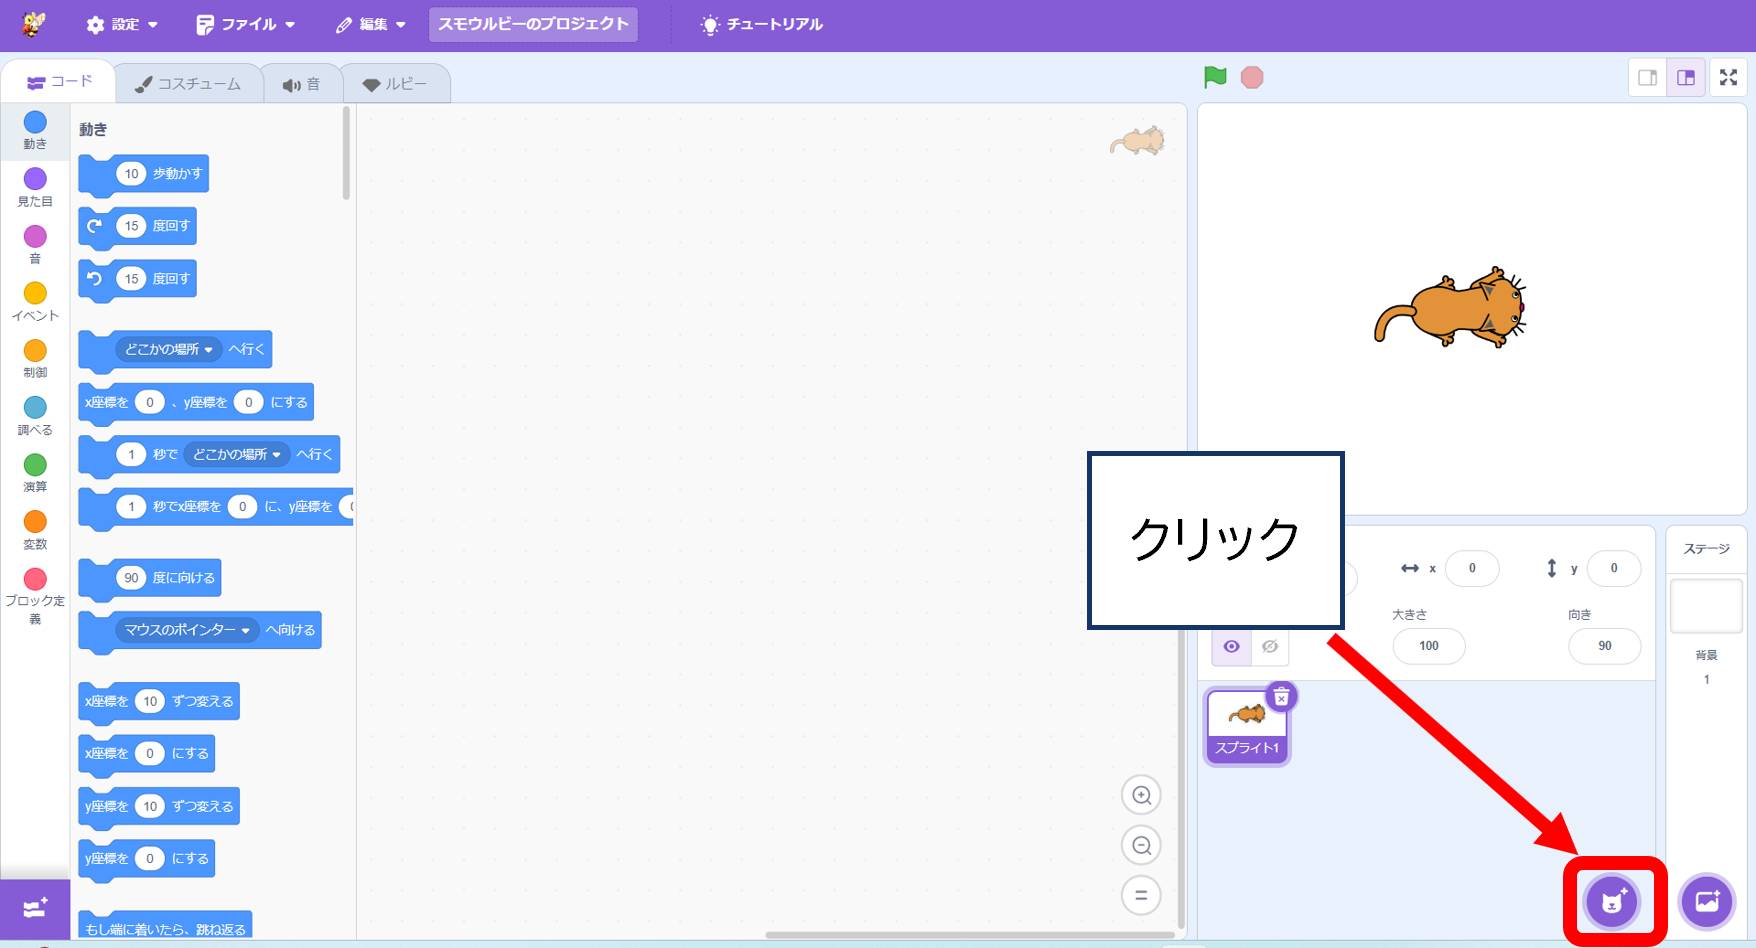 設定 ファイル 編集 スモウルビーのプロジェクト チュートリアル
コード コスチューム 音 ルビー
動き
見た目
音
イベント
制御
調べる
演算
変数
ブロック定
義
動き
10 歩動かす
15 度回す
15 度回す
どこかの場所 へ行く
x座標を 0 、y座標を 0 にする
1 秒で どこかの場所 へ行く
1 秒でx座標を 0 に、y座標を
90 度に向ける
マウスのポインター へ向ける
x座標を 10 ずつ変える
x座標を 0 にする
y座標を 10 ずつ変える
y座標を 0 にする
もし端に着いたら、跳ね返る
クリック
x 0 y 0
大きさ 向き
100 90
スプライト1
ステージ
背景
1